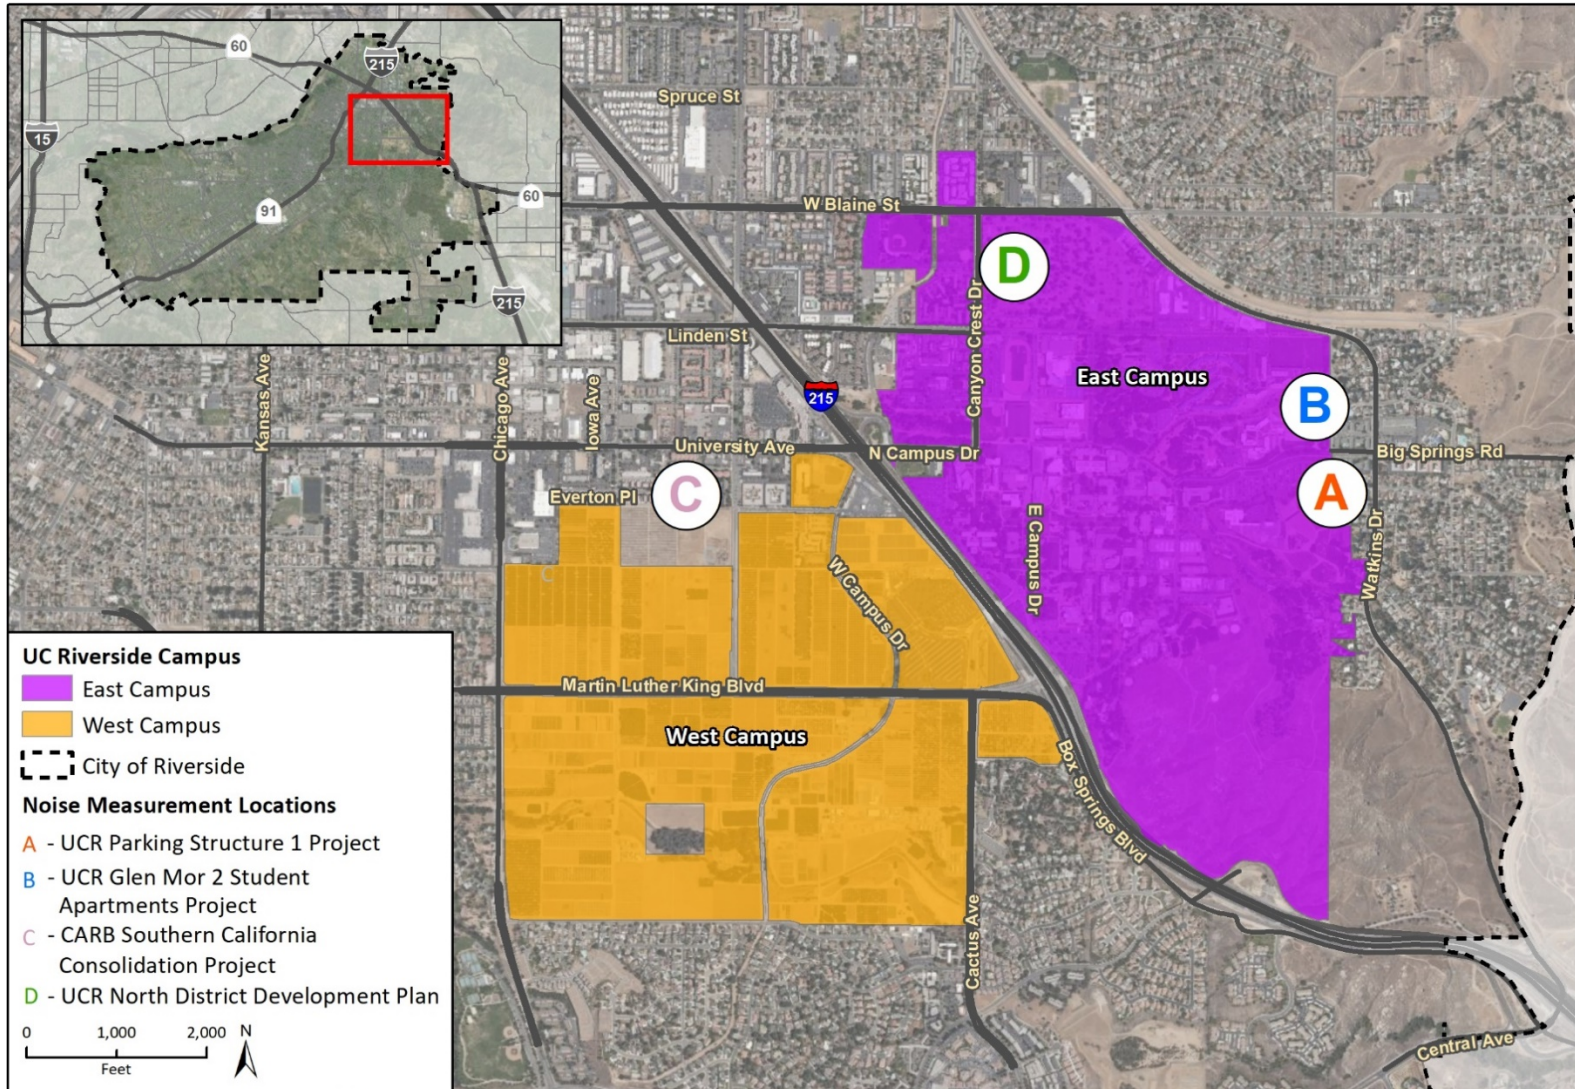 60
215
15
91
60
215
Spruce St
W Blaine St
D
Linden St
Canyon Crest Dr
East Campus
215
B
Kansas Ave
Chicago Ave
Iowa Ave
University Ave
N Campus Dr
Big Springs Rd
Everton Pl
C
A
E Campus Dr
W Campus Dr
Watkins Dr
Martin Luther King Blvd
West Campus
Box Springs Blvd
Cactus Ave
Central Ave
UC Riverside Campus
East Campus
West Campus
City of Riverside
Noise Measurement Locations
A - UCR Parking Structure 1 Project
B - UCR Glen Mor 2 Student
Apartments Project
C - CARB Southern California
Consolidation Project
D - UCR North District Development Plan
0 1,000 2,000
Feet
N